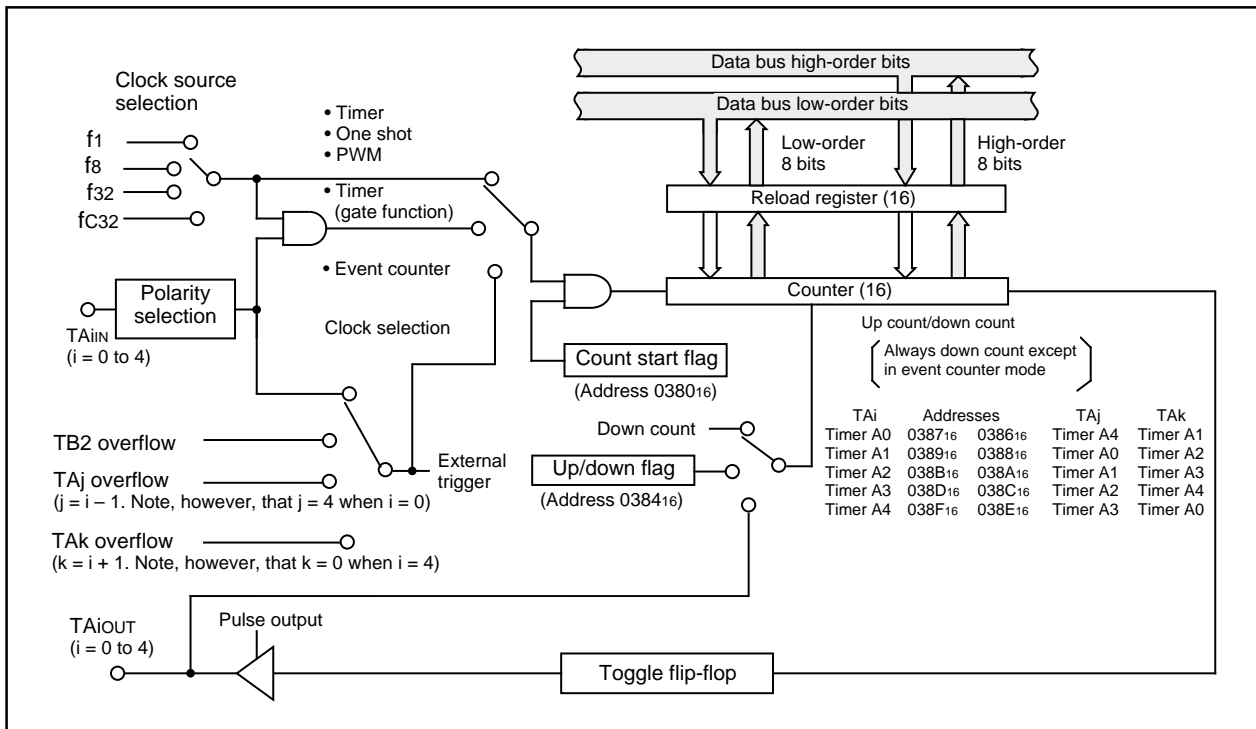 Clock source
selection
f1
f8
f32
fC32
• Timer
• One shot
• PWM
• Timer
(gate function)
• Event counter
Data bus high-order bits
Data bus low-order bits
Low-order
8 bits
High-order
8 bits
Reload register (16)
Counter (16)
Polarity
selection
TAiIN
(i = 0 to 4)
Clock selection
Count start flag
(Address 038016)
Up count/down count
Always down count except
in event counter mode
TB2 overflow
TAj overflow
(j = i – 1. Note, however, that j = 4 when i = 0)
TAk overflow
(k = i + 1. Note, however, that k = 0 when i = 4)
External
trigger
Down count
Up/down flag
(Address 038416)
TAi Addresses TAj TAk
Timer A0 038716 038616 Timer A4 Timer A1
Timer A1 038916 038816 Timer A0 Timer A2
Timer A2 038B16 038A16 Timer A1 Timer A3
Timer A3 038D16 038C16 Timer A2 Timer A4
Timer A4 038F16 038E16 Timer A3 Timer A0
TAiOUT
(i = 0 to 4)
Pulse output
Toggle flip-flop